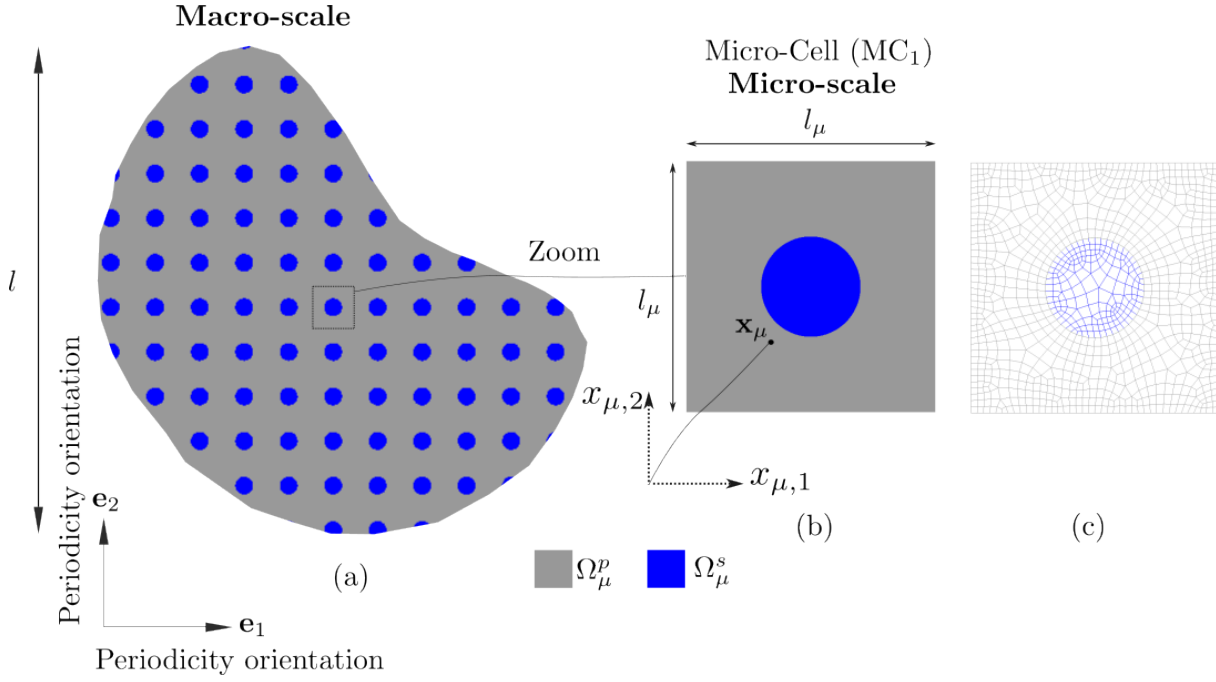 Macro-scale
Micro-Cell (MC₁)
Micro-scale
lμ
l
Zoom
lμ
xμ
xμ,2
xμ,1
Periodicity orientation
e₂
(a)
(b)
(c)
Ωμᵖ
Ωμˢ
e₁
Periodicity orientation